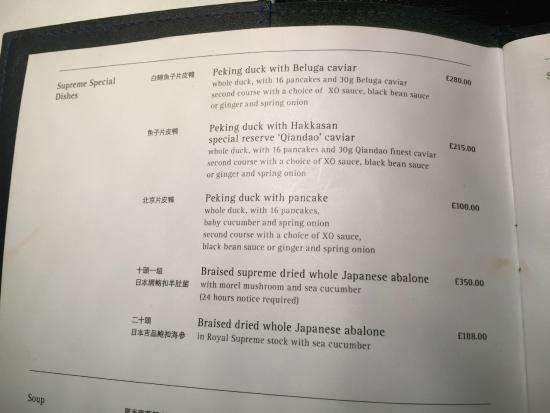 Supreme Special
Dishes
白鱘魚子片皮鴨
Peking duck with Beluga caviar
£280.00
whole duck, with 16 pancakes and 30g Beluga caviar
second course with a choice of XO sauce, black bean sauce
or ginger and spring onion
魚子片皮鴨
Peking duck with Hakkasan
special reserve 'Qiandao' caviar
£215.00
whole duck, with 16 pancakes and 30g Qiandao finest caviar
second course with a choice of XO sauce, black bean sauce
or ginger and spring onion
北京片皮鴨
Peking duck with pancake
£100.00
whole duck, with 16 pancakes,
baby cucumber and spring onion
second course with a choice of XO sauce,
black bean sauce or ginger and spring onion
十頭一級
日本網鮑扣羊肚菌
Braised supreme dried whole Japanese abalone
£350.00
with morel mushroom and sea cucumber
(24 hours notice required)
二十頭
日本吉品鮑扣海參
Braised dried whole Japanese abalone
£188.00
in Royal Supreme stock with sea cucumber
Soup